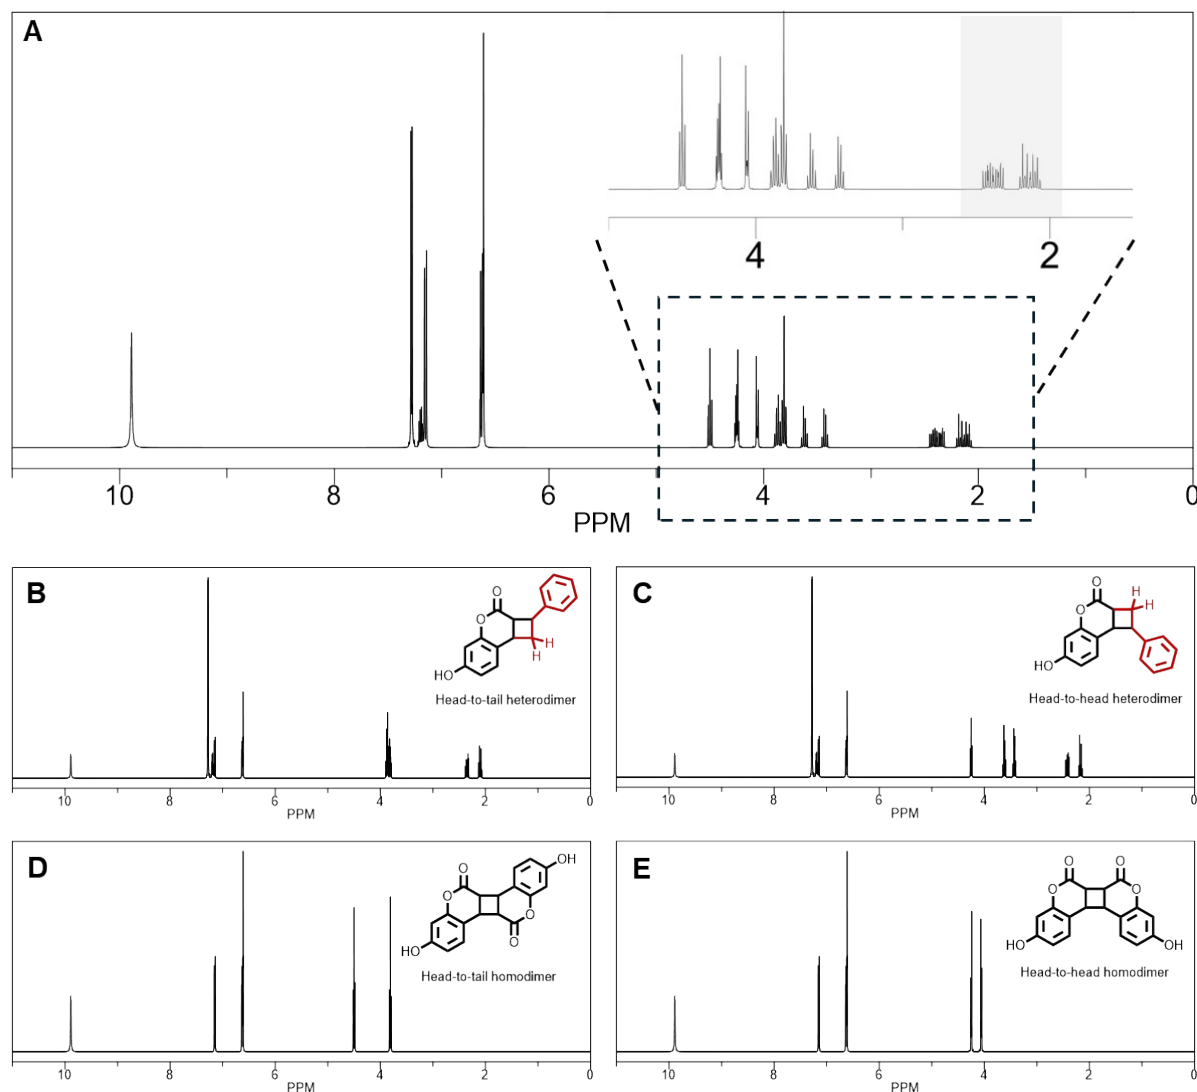 A
4
2
10
8
6
4
2
0
PPM
B
O
O
H
H
HO
Head-to-tail heterodimer
10
8
6
4
2
0
PPM
C
O
O
H
H
HO
Head-to-head heterodimer
10
8
6
4
2
0
PPM
D
OH
O
O
O
O
HO
Head-to-tail homodimer
10
8
6
4
2
0
PPM
E
O
O
O
O
HO
OH
Head-to-head homodimer
10
8
6
4
2
0
PPM